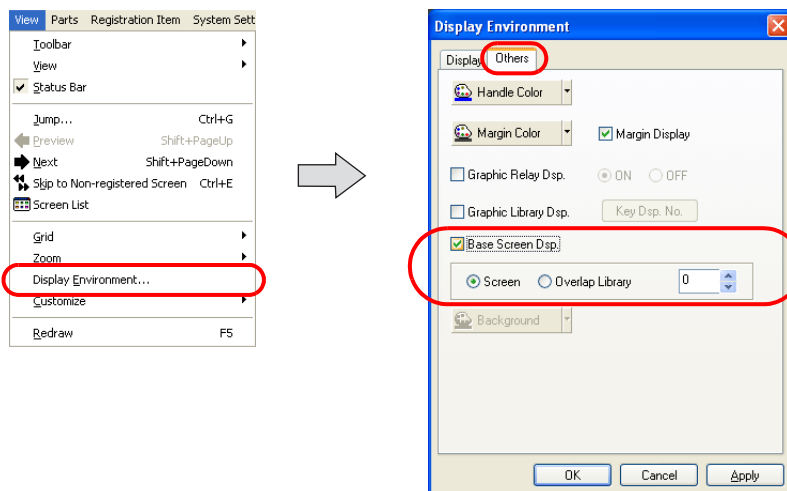 View Parts Registration Item System Sett
Toolbar
View
Status Bar
Jump... Ctrl+G
Preview Shift+PageUp
Next Shift+PageDown
Skip to Non-registered Screen Ctrl+E
Screen List
Grid
Zoom
Display Environment...
Customize
Redraw F5
Display Environment
Display Others
Handle Color
Margin Color Margin Display
Graphic Relay Dsp. ON OFF
Graphic Library Dsp. Key Dsp. No.
Base Screen Dsp.
Screen Overlap Library 0
Background
OK Cancel Apply